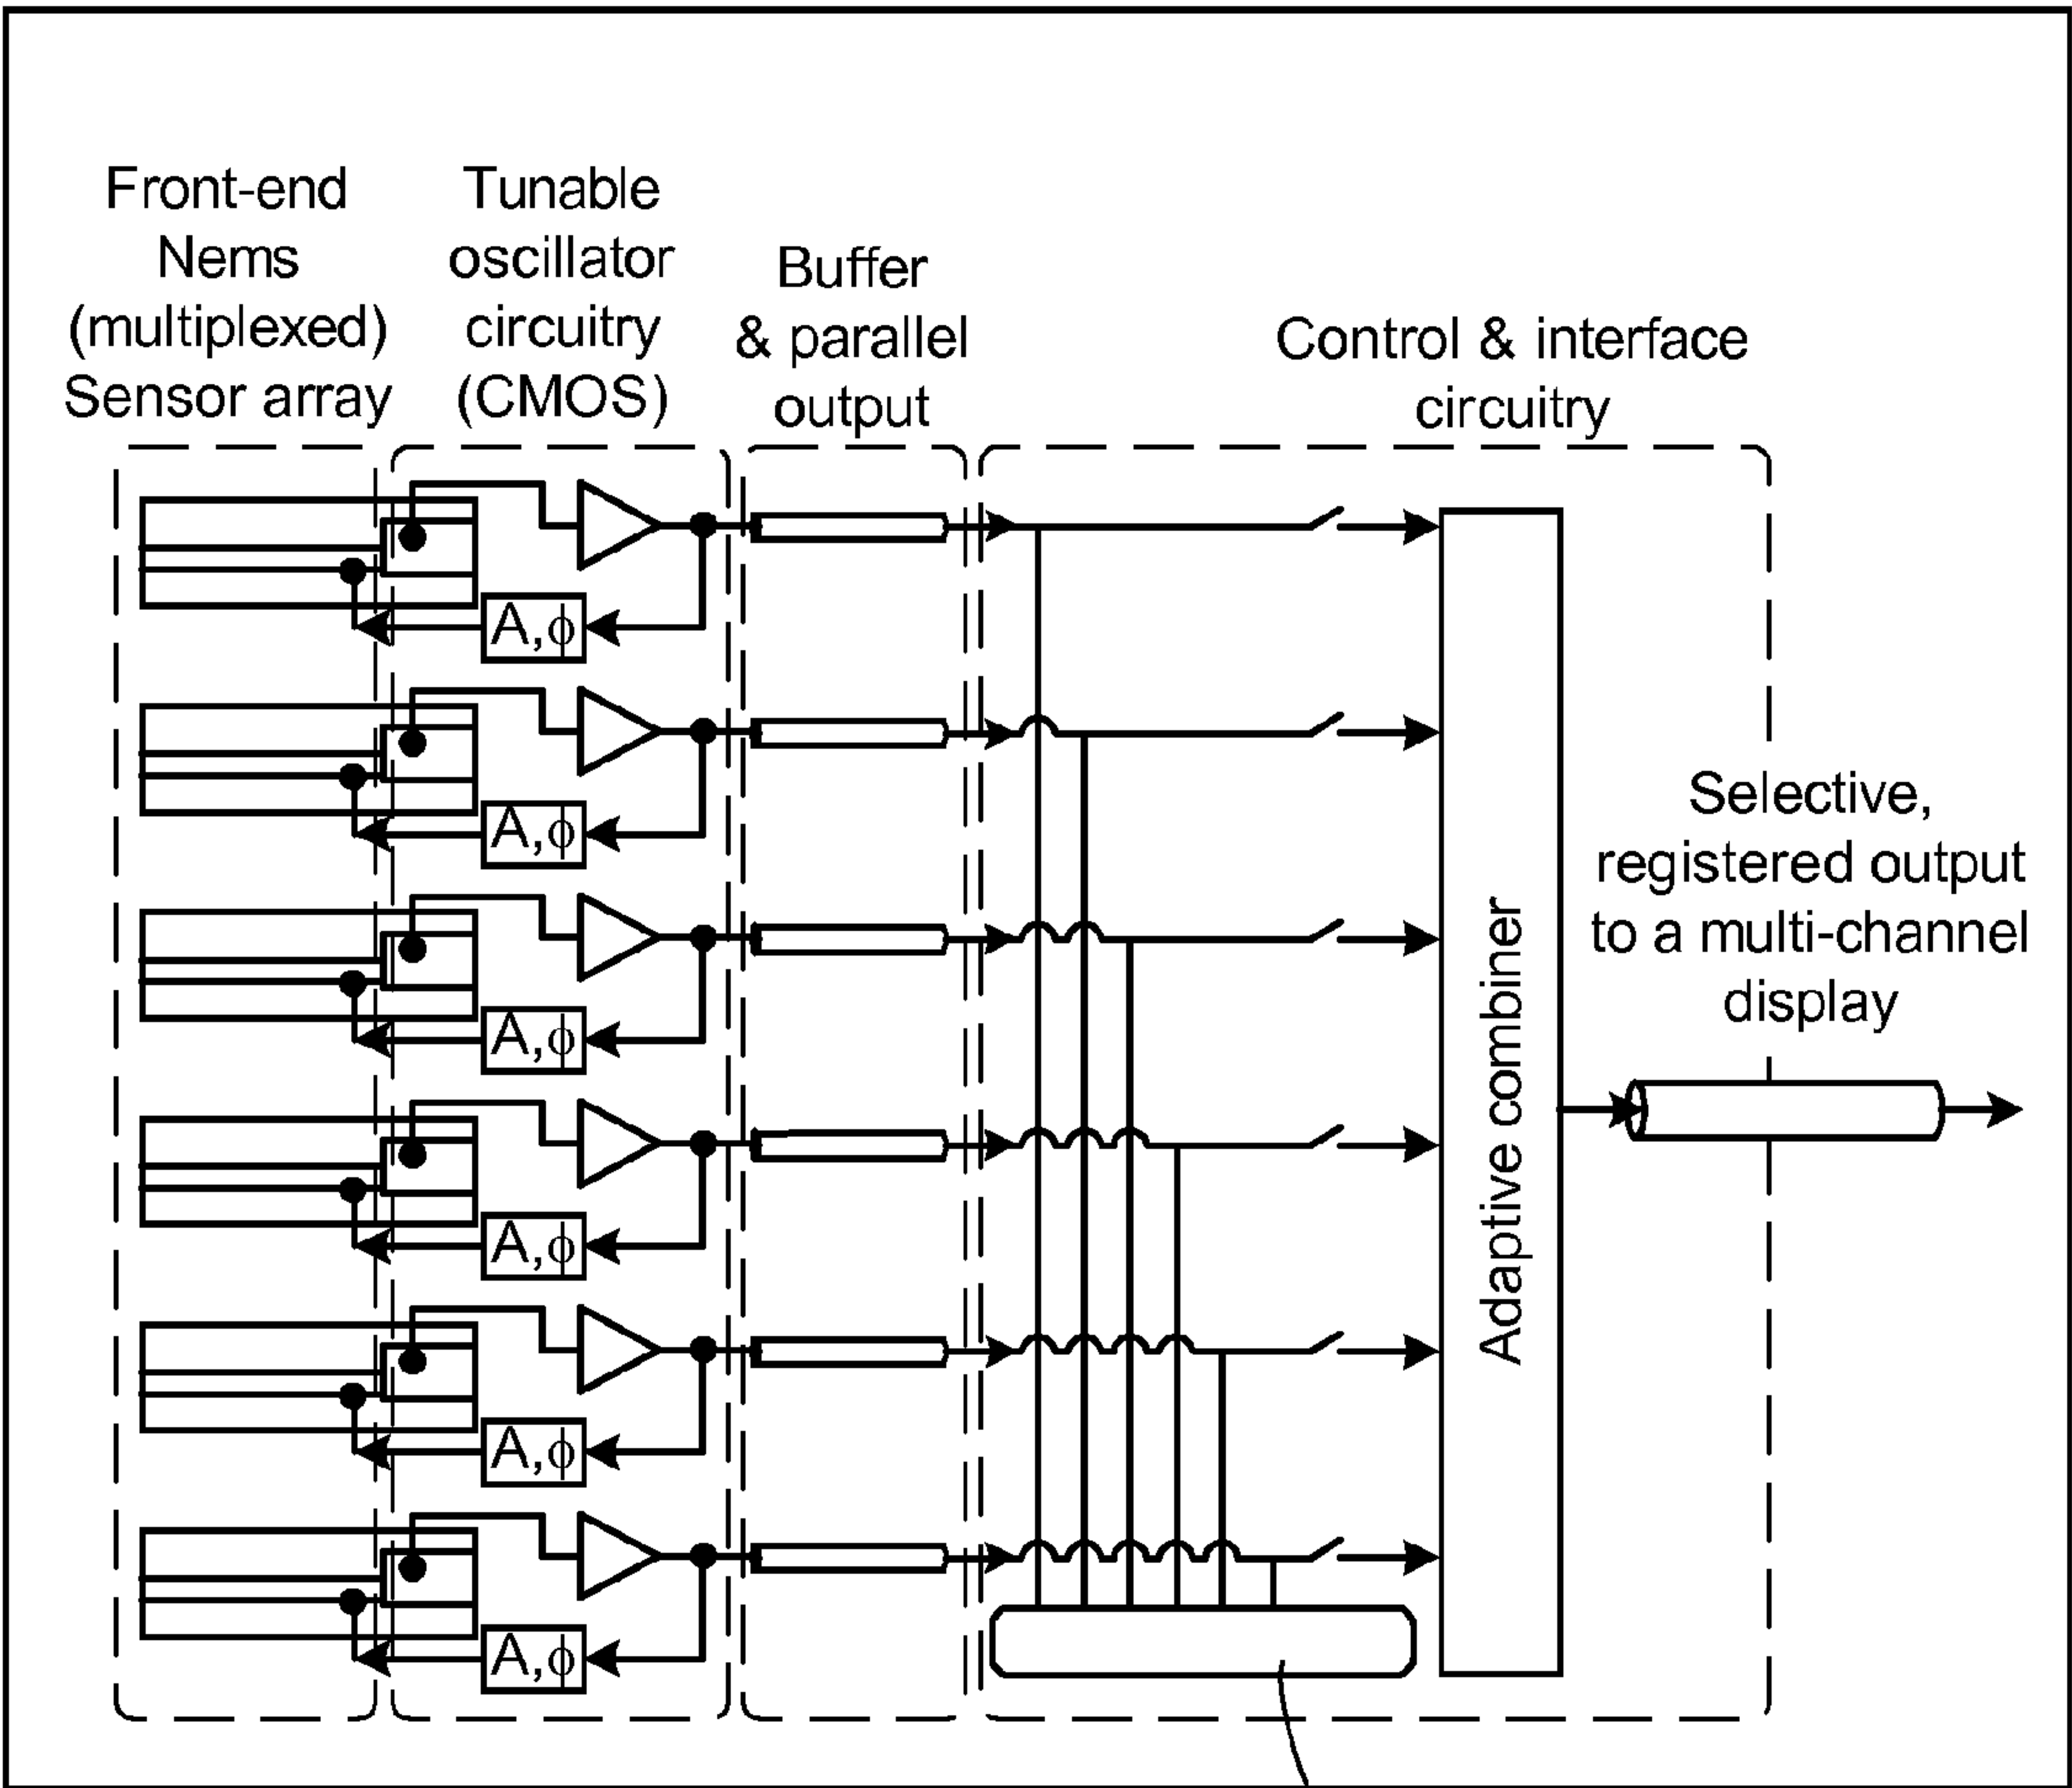 Front-end
Nems
(multiplexed)
Sensor array
Tunable
oscillator
circuitry
(CMOS)
Buffer
& parallel
output
Control & interface
circuitry
A,ϕ
A,ϕ
A,ϕ
A,ϕ
A,ϕ
A,ϕ
Adaptive combiner
Selective,
registered output
to a multi-channel
display